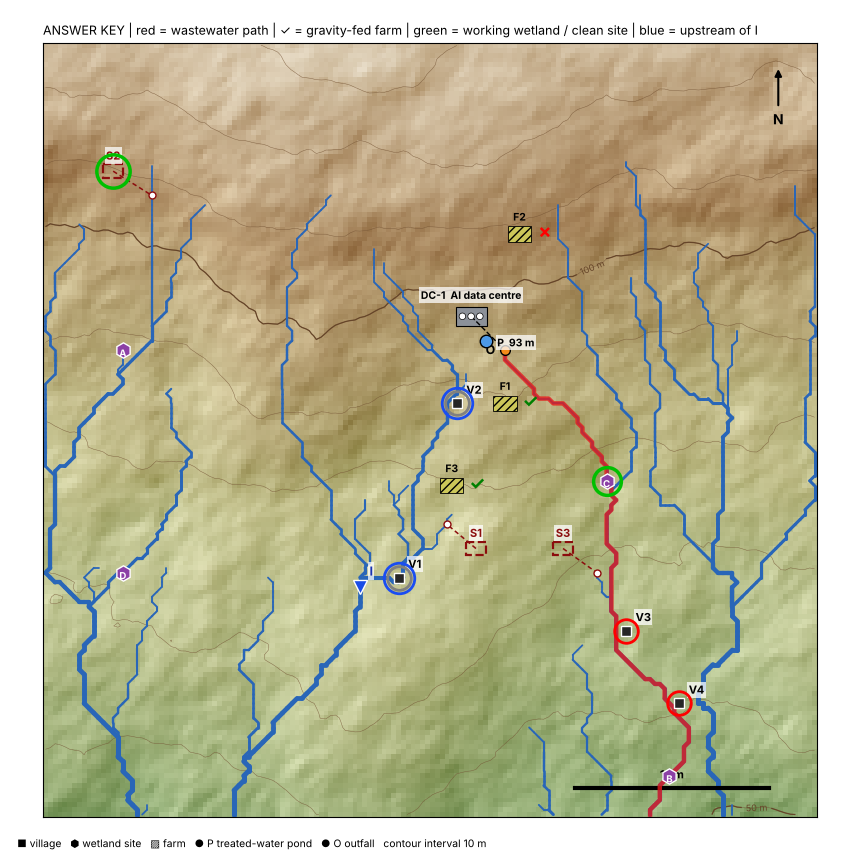 ANSWER KEY | red = wastewater path | ✓ = gravity-fed farm | green = working wetland / clean site | blue = upstream of I
N
S2
F2
100 m
DC-1 AI data centre
P 93 m
O
A
V2
F1
C
F3
S1
S3
I
V1
D
V3
V4
B
50 m
■ village ⬢ wetland site ▨ farm ● P treated-water pond ● O outfall contour interval 10 m